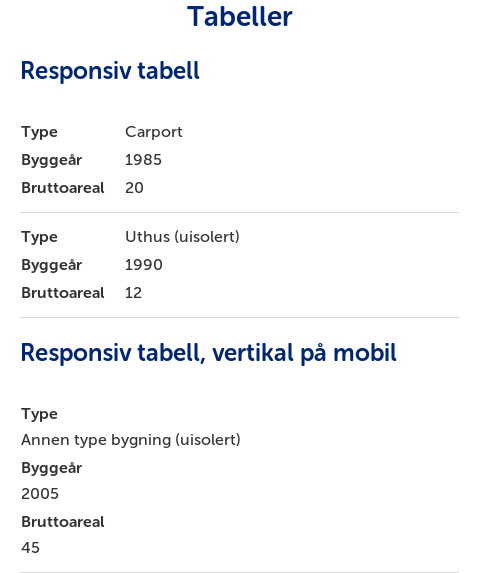 Tabeller
Responsiv tabell
Type Carport
Byggeår 1985
Bruttoareal 20
Type Uthus (uisolert)
Byggeår 1990
Bruttoareal 12
Responsiv tabell, vertikal på mobil
Type
Annen type bygning (uisolert)
Byggeår
2005
Bruttoareal
45